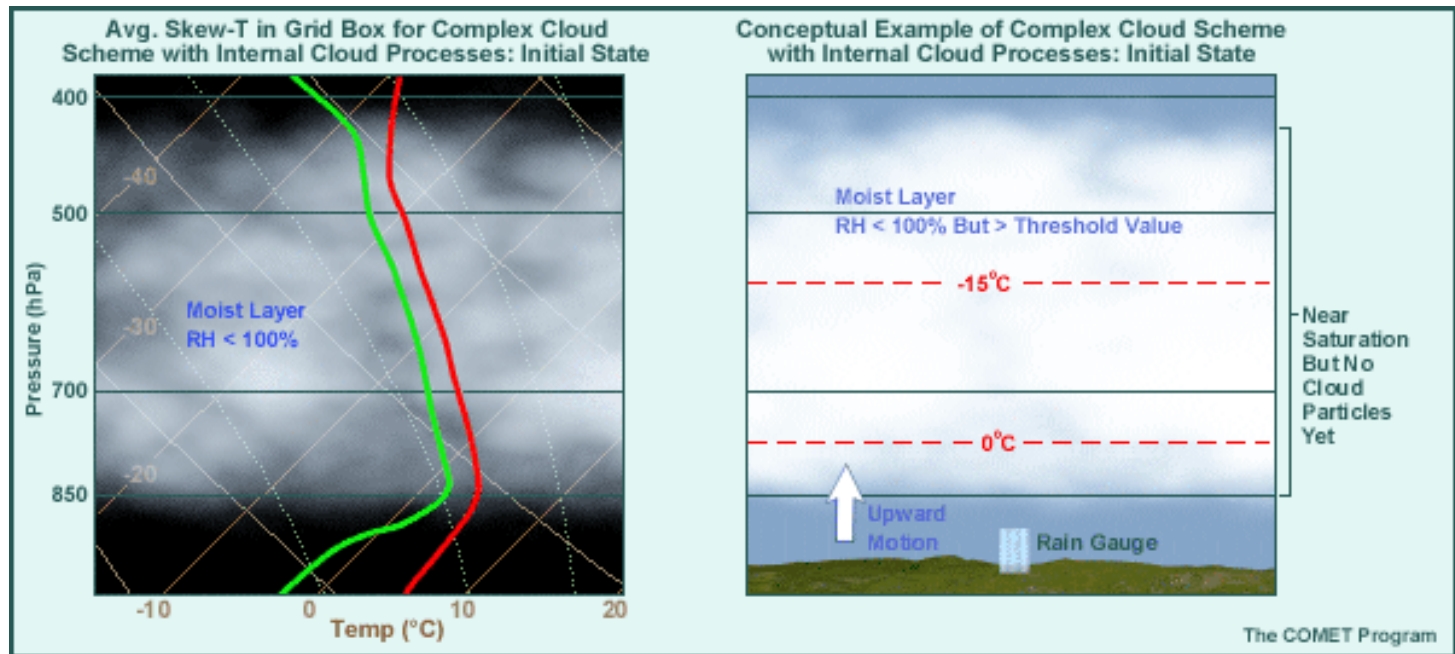 Avg. Skew-T in Grid Box for Complex Cloud
Scheme with Internal Cloud Processes: Initial State
400
500
700
850
Pressure (hPa)
-40
-30
-20
Moist Layer
RH < 100%
-10
0
10
20
Temp (°C)
Conceptual Example of Complex Cloud Scheme
with Internal Cloud Processes: Initial State
Moist Layer
RH < 100% But > Threshold Value
-15°C
0°C
Upward
Motion
Rain Gauge
Near
Saturation
But No
Cloud
Particles
Yet
The COMET Program